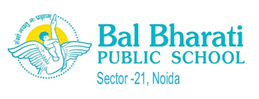 Bal Bharati
PUBLIC SCHOOL
Sector -21, Noida